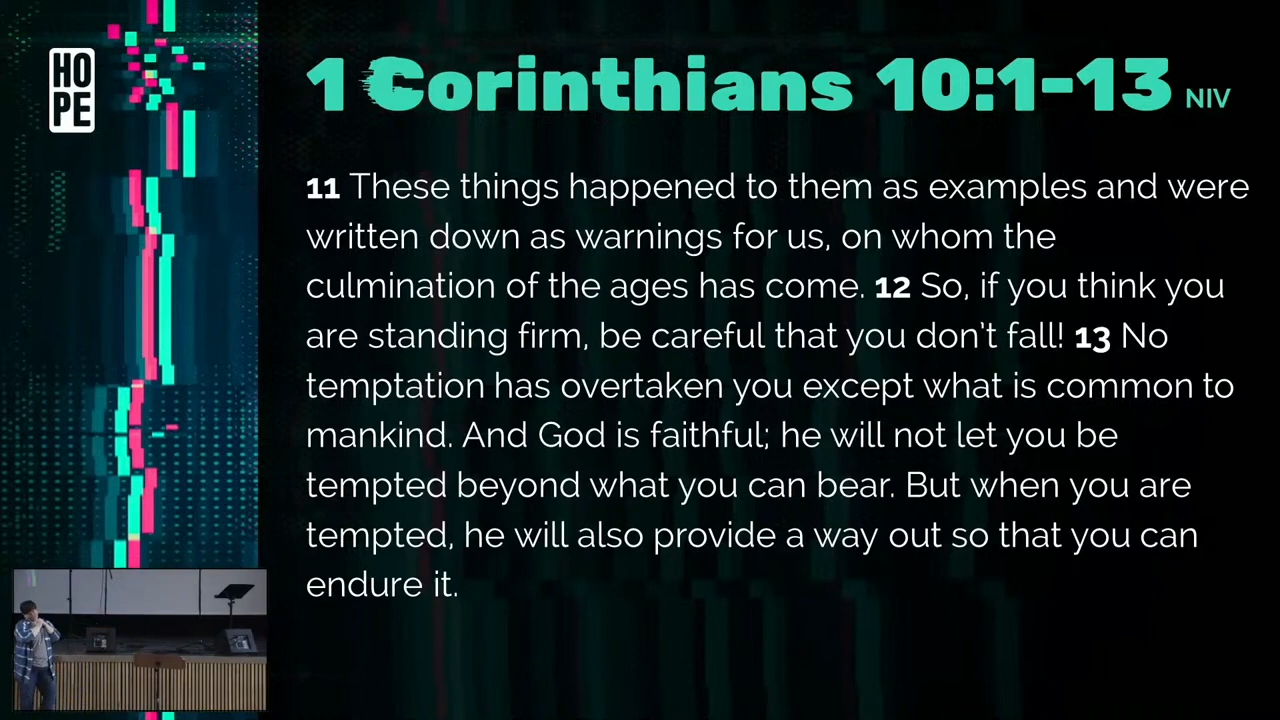 HO
PE
1 Corinthians 10:1-13 NIV
11 These things happened to them as examples and were
written down as warnings for us, on whom the
culmination of the ages has come. 12 So, if you think you
are standing firm, be careful that you don't fall! 13 No
temptation has overtaken you except what is common to
mankind. And God is faithful; he will not let you be
tempted beyond what you can bear. But when you are
tempted, he will also provide a way out so that you can
endure it.